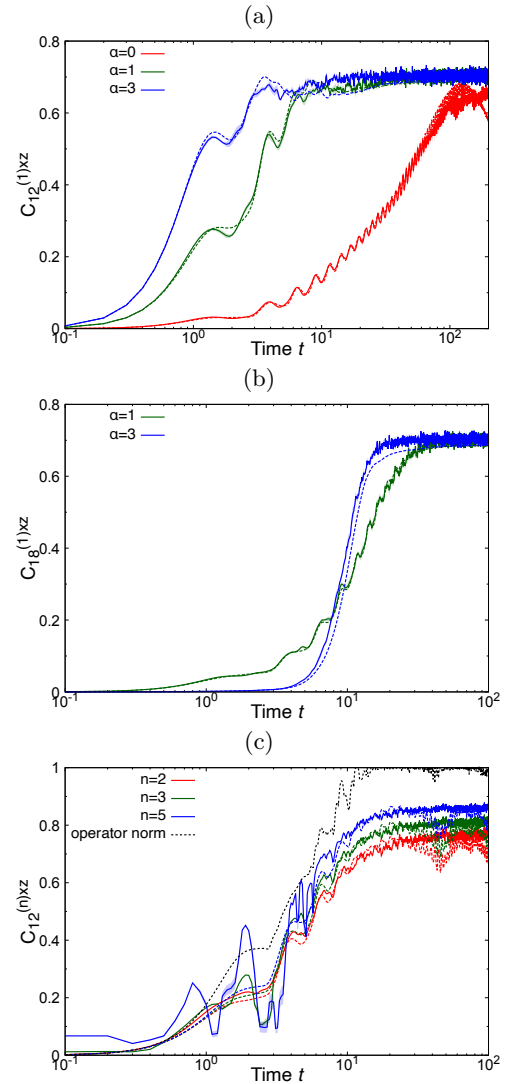 (a)
0.8
α=0
α=1
α=3
0.6
0.4
0.2
0
C₁₂⁽¹⁾xz
10⁻¹ 10⁰ 10¹ 10²
Time t
(b)
0.8
α=1
α=3
0.6
0.4
0.2
0
C₁₈⁽¹⁾xz
10⁻¹ 10⁰ 10¹ 10²
Time t
(c)
1
n=2
n=3
n=5
operator norm
0.8
0.6
0.4
0.2
0
C₁₂⁽ⁿ⁾xz
10⁻¹ 10⁰ 10¹ 10²
Time t